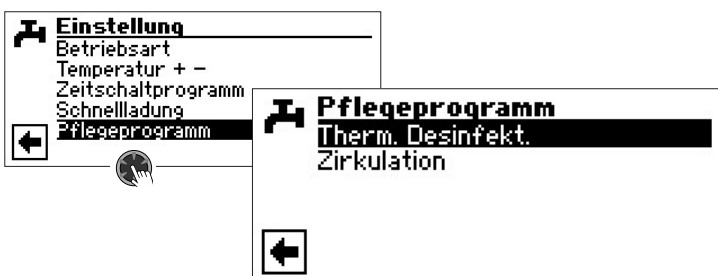 Einstellung
Betriebsart
Temperatur + −
Zeitschaltprogramm
Schnellladung
Pflegeprogramm
Pflegeprogramm
Therm. Desinfekt.
Zirkulation